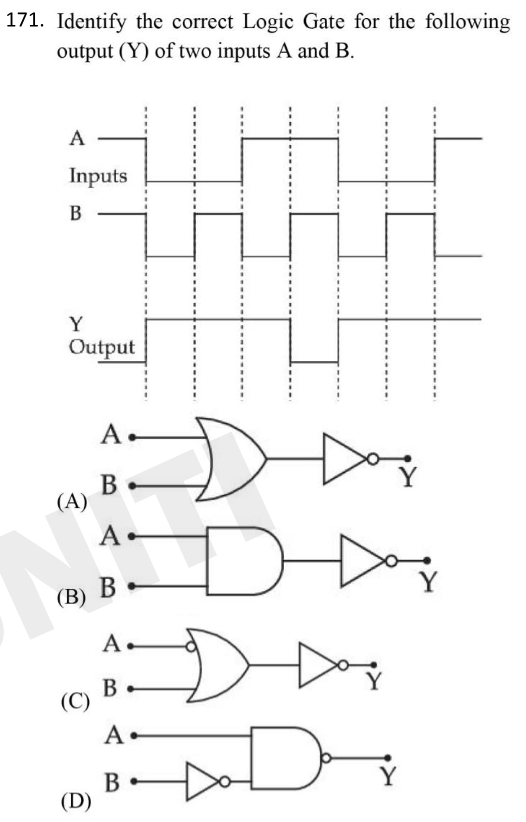 171. Identify the correct Logic Gate for the following
output (Y) of two inputs A and B.
A
Inputs
B
Y
Output
A
B
Y
(A)
A
B
Y
(B)
A
B
Y
(C)
A
B
Y
(D)